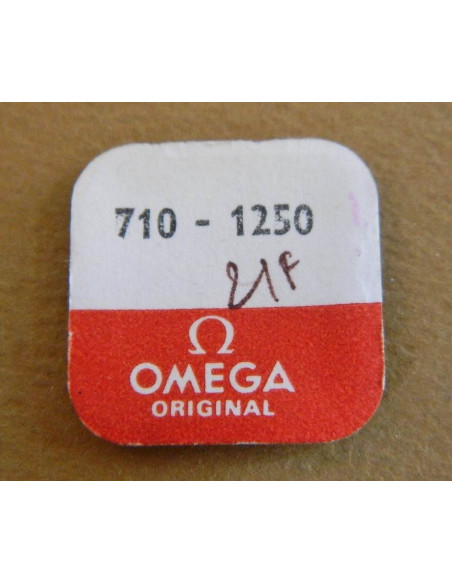 710 - 1250
21F
Ω
OMEGA
ORIGINAL